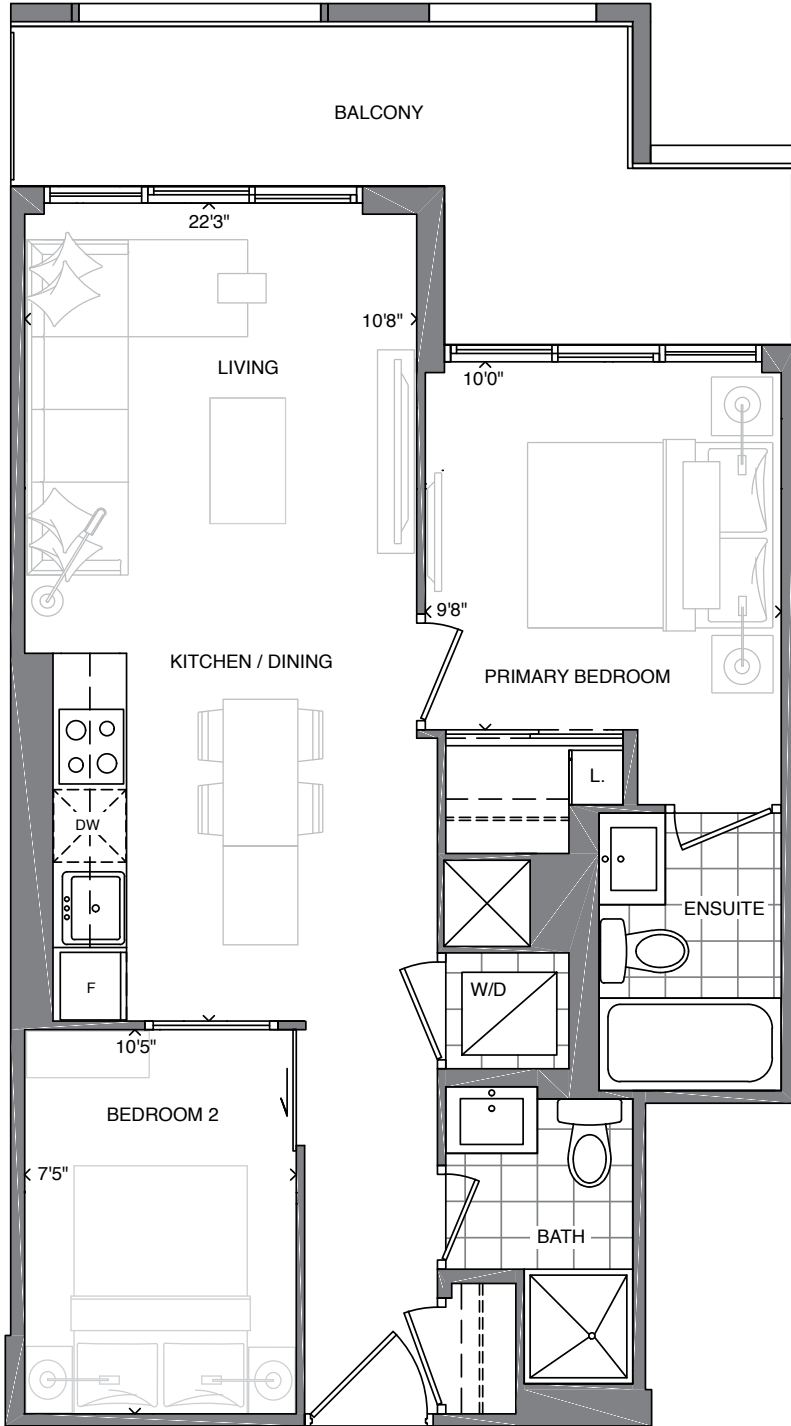 BALCONY
22'3"
10'8"
LIVING
10'0"
9'8"
KITCHEN / DINING
PRIMARY BEDROOM
L.
DW
ENSUITE
F
W/D
10'5"
BEDROOM 2
7'5"
BATH